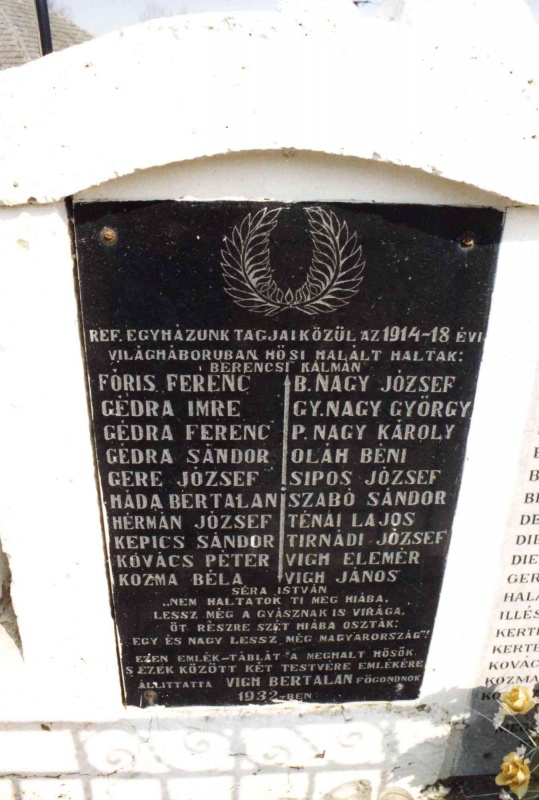 REF. EGYHÁZUNK TAGJAI KÖZÜL AZ 1914-18 ÉVI
VILÁGHÁBORUBAN HŐSI HALÁLT HALTAK:
BERENCSI KÁLMÁN
FÓRIS FERENC
GÉDRA IMRE
GÉDRA FERENC
GÉDRA SÁNDOR
GERE JÓZSEF
HÁDA BERTALAN
HERMÁN JÓZSEF
KEPICS SÁNDOR
KOVÁCS PÉTER
KOZMA BÉLA
B. NAGY JÓZSEF
GY. NAGY GYÖRGY
P. NAGY KÁROLY
OLÁH BÉNI
SIPOS JÓZSEF
SZABÓ SÁNDOR
TÉNAI LAJOS
TIRNÁDI JÓZSEF
VIGH ELEMÉR
VIGH JÁNOS
SÉRA ISTVÁN
„NEM HALTATOK TI MEG HIÁBA,
LESSZ MÉG A GYÁSZNAK IS VIRÁGA,
ÖT RÉSZRE SZÉT HIÁBA OSZTÁK:
EGY ÉS NAGY LESSZ MÉG MAGYARORSZÁG"!
EZEN EMLÉK-TÁBLÁT A MEGHALT HŐSÖK
S EZEK KÖZÖTT KÉT TESTVÉRE EMLÉKÉRE
ÁLLITTATTA VIGH BERTALAN FŐGONDNOK
1932-BEN